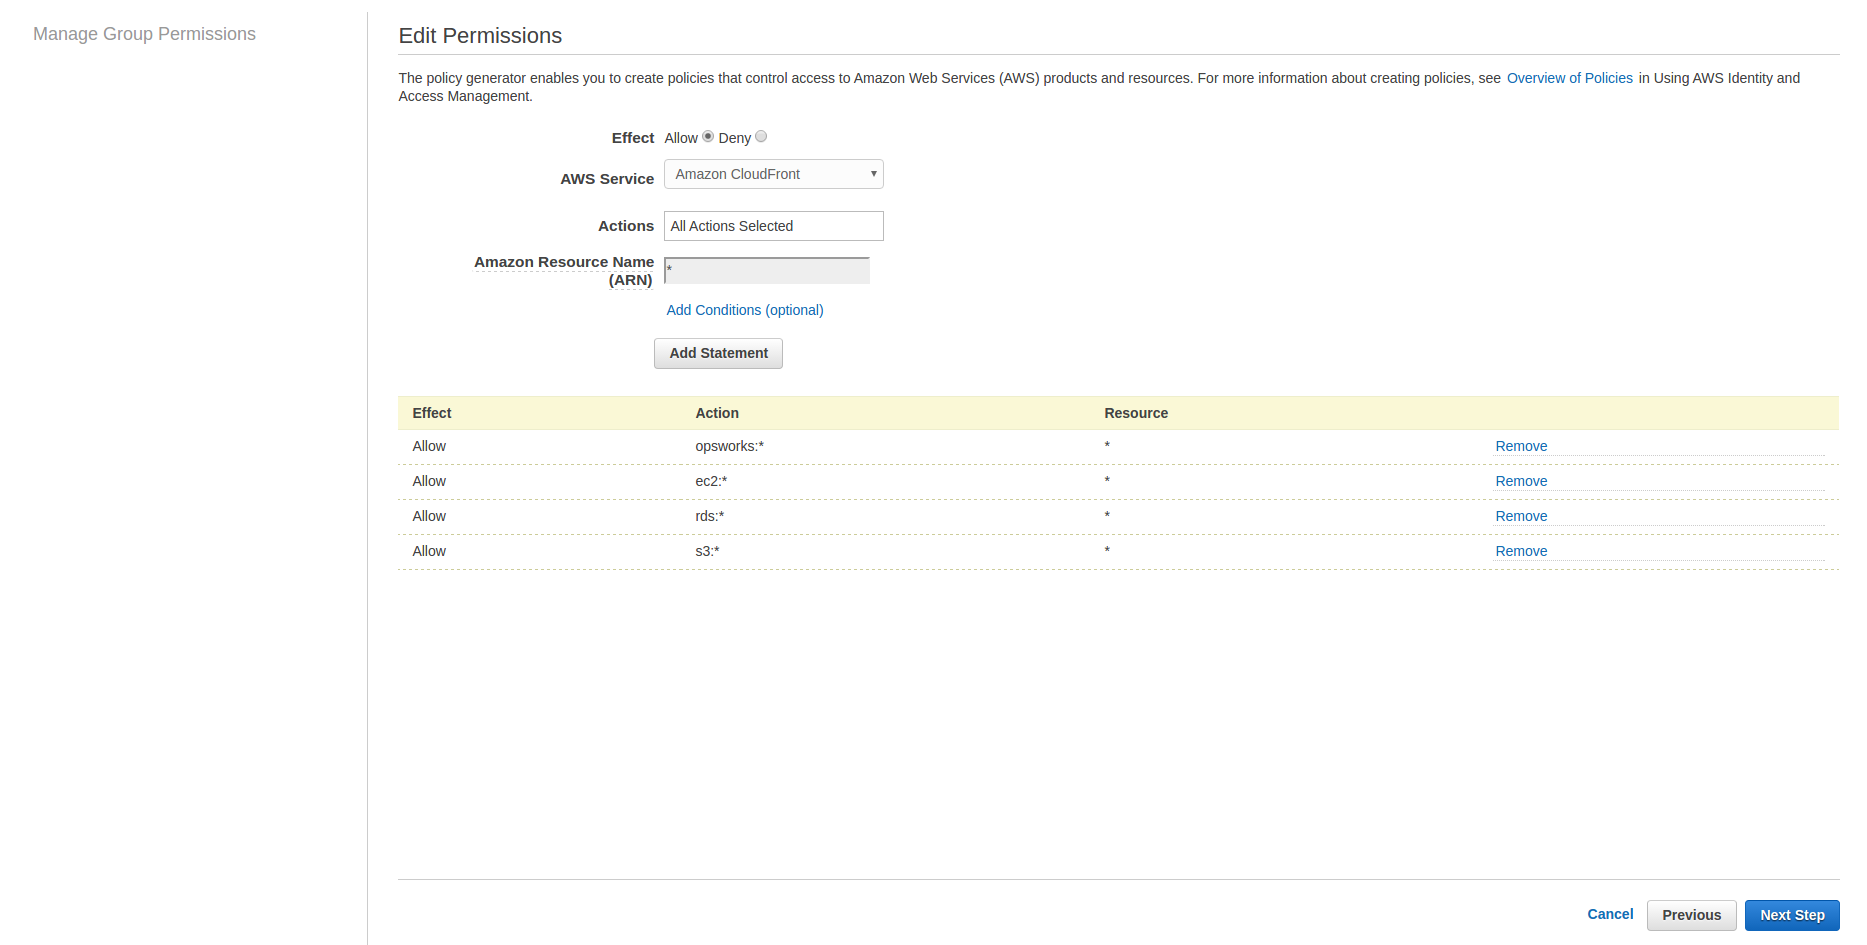 Manage Group Permissions
Edit Permissions
The policy generator enables you to create policies that control access to Amazon Web Services (AWS) products and resources. For more information about creating policies, see Overview of Policies in Using AWS Identity and
Access Management.
Effect Allow Deny
AWS Service Amazon CloudFront
Actions All Actions Selected
Amazon Resource Name
(ARN) *
Add Conditions (optional)
Add Statement
Effect Action Resource
Allow opsworks:* * Remove
Allow ec2:* * Remove
Allow rds:* * Remove
Allow s3:* * Remove
Cancel Previous Next Step